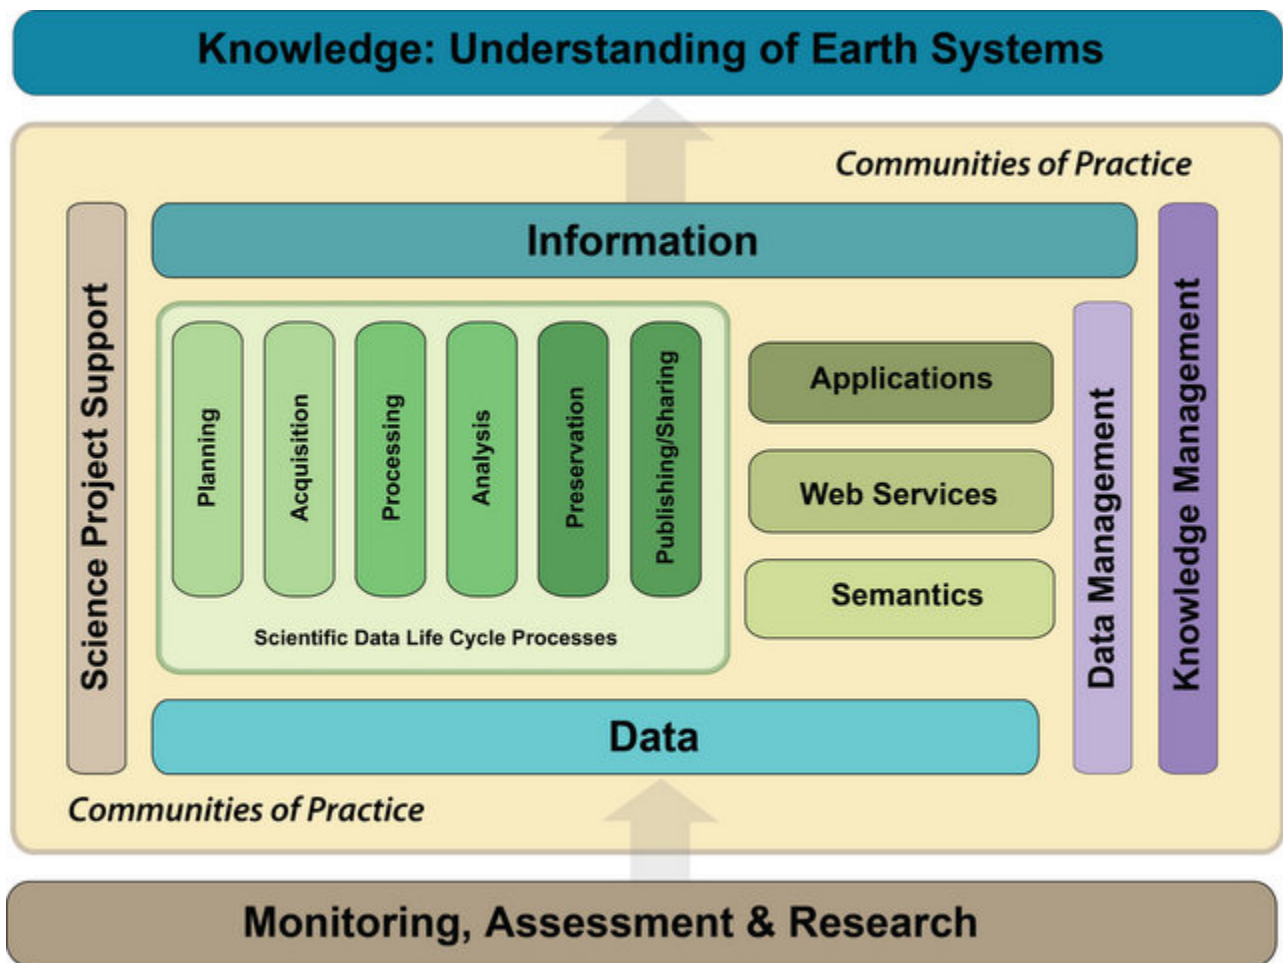 Knowledge: Understanding of Earth Systems
Communities of Practice
Science Project Support
Information
Planning
Acquisition
Processing
Analysis
Preservation
Publishing/Sharing
Scientific Data Life Cycle Processes
Applications
Web Services
Semantics
Data Management
Knowledge Management
Data
Communities of Practice
Monitoring, Assessment & Research